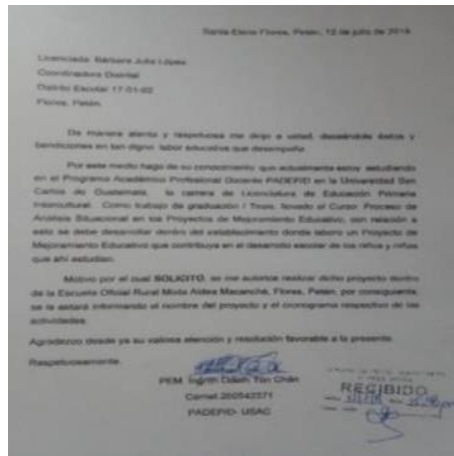 Santa Elena Flores, Petén, 12 de julio de 2018
Licenciada: Bárbara Julia López
Coordinadora Distrital
Distrito Escolar 17-01-02
Flores, Petén.
De manera atenta y respetuosa me dirijo a usted, deseándole éxitos y
bendiciones en tan digna labor educativa que desempeña.
Por este medio hago de su conocimiento que actualmente estoy estudiando
en el Programa Académico Profesional Docente PADEP/D en la Universidad San
Carlos de Guatemala, la carrera de Licenciatura de Educación Primaria
Intercultural. Como trabajo de graduación / Tesis, llevado el Curso: Proceso de
Análisis Situacional en los Proyectos de Mejoramiento Educativo, con relación a
esto se debe desarrollar dentro del establecimiento donde laboro un Proyecto de
Mejoramiento Educativo que contribuya en el desarrollo escolar de los niños y niñas
que ahí estudian.
Motivo por el cual SOLICITO, se me autorice realizar dicho proyecto dentro
de la Escuela Oficial Rural Mixta Aldea Macanché, Flores, Petén, por consiguiente,
se le estará informando el nombre del proyecto y el cronograma respectivo de las
actividades.
Agradezco desde ya su valiosa atención y resolución favorable a la presente.
Respetuosamente.
PEM. Ingrith Tun Chán
Carnet
PADEP/D- USAC
RECIBIDO